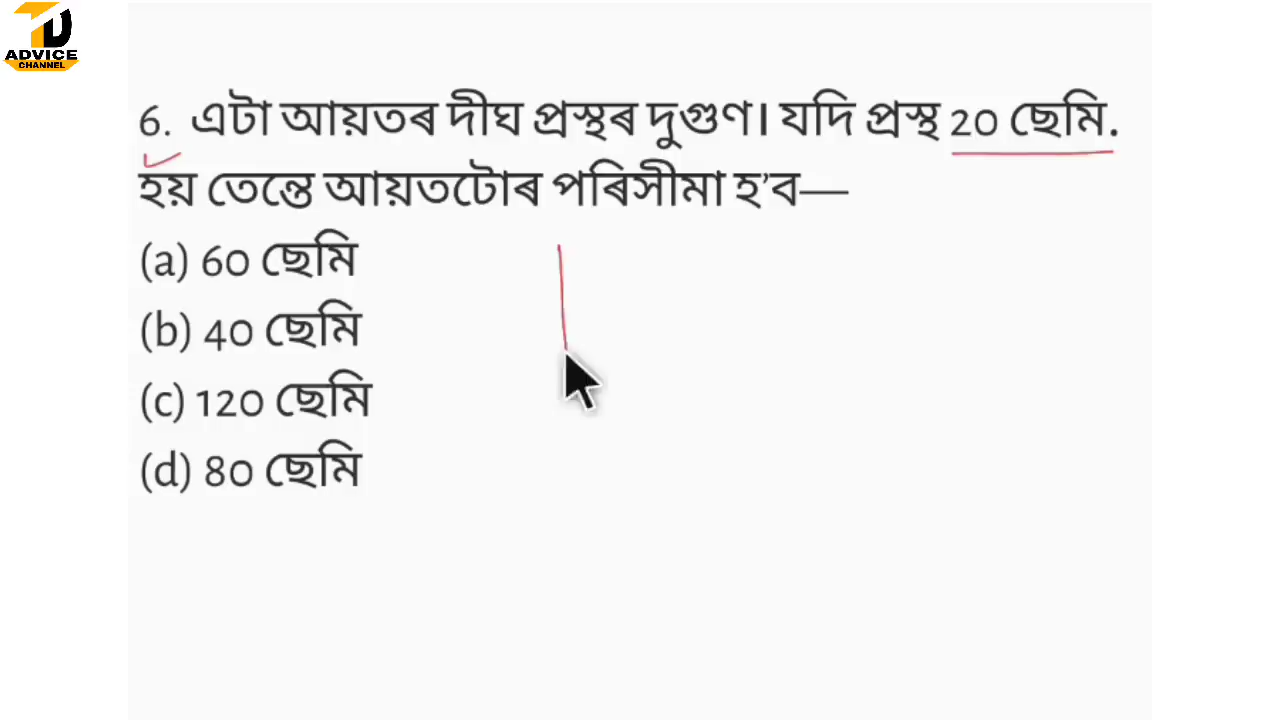 TD
ADVICE
CHANNEL
6. এটা আয়তৰ দীঘ প্ৰস্থৰ দুগুণ। যদি প্ৰস্থ 20 ছেমি.
হয় তেন্তে আয়তটোৰ পৰিসীমা হ’ব—
(a) 60 ছেমি
(b) 40 ছেমি
(c) 120 ছেমি
(d) 80 ছেমি